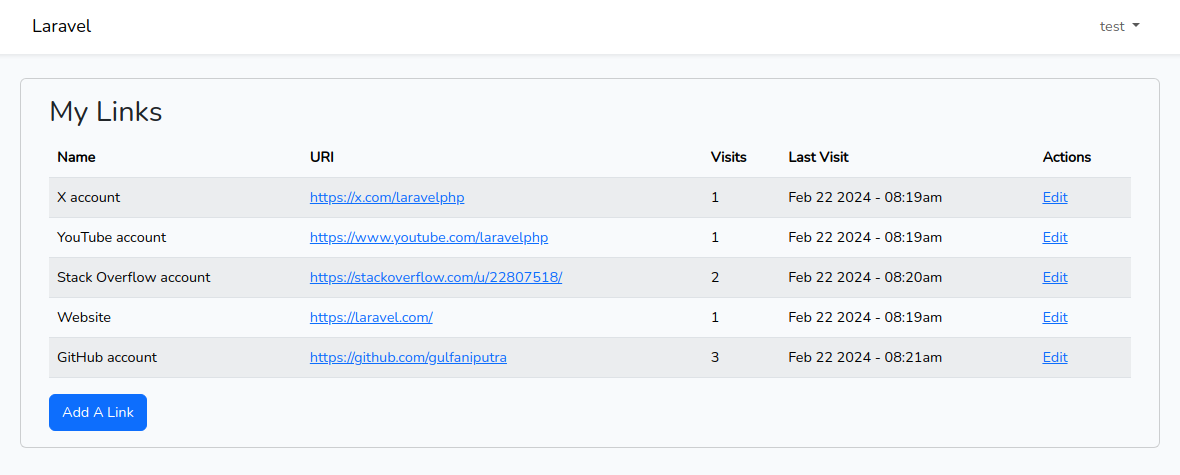 Laravel test
My Links
Name URI Visits Last Visit Actions
X account https://x.com/laravelphp 1 Feb 22 2024 - 08:19am Edit
YouTube account https://www.youtube.com/laravelphp 1 Feb 22 2024 - 08:19am Edit
Stack Overflow account https://stackoverflow.com/u/22807518/ 2 Feb 22 2024 - 08:20am Edit
Website https://laravel.com/ 1 Feb 22 2024 - 08:19am Edit
GitHub account https://github.com/gulfaniputra 3 Feb 22 2024 - 08:21am Edit
Add A Link